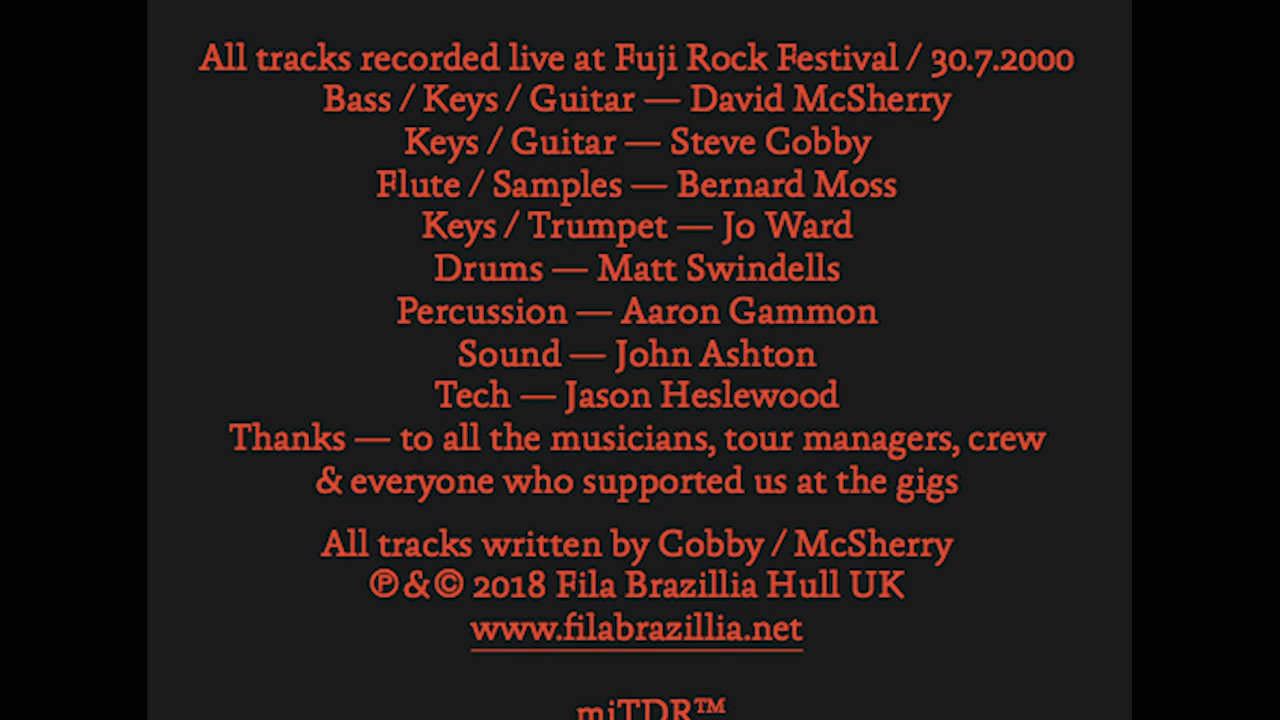 All tracks recorded live at Fuji Rock Festival / 30.7.2000
Bass / Keys / Guitar — David McSherry
Keys / Guitar — Steve Cobby
Flute / Samples — Bernard Moss
Keys / Trumpet — Jo Ward
Drums — Matt Swindells
Percussion — Aaron Gammon
Sound — John Ashton
Tech — Jason Heslewood
Thanks — to all the musicians, tour managers, crew
& everyone who supported us at the gigs
All tracks written by Cobby / McSherry
℗ & © 2018 Fila Brazillia Hull UK
www.filabrazillia.net
miTDR™